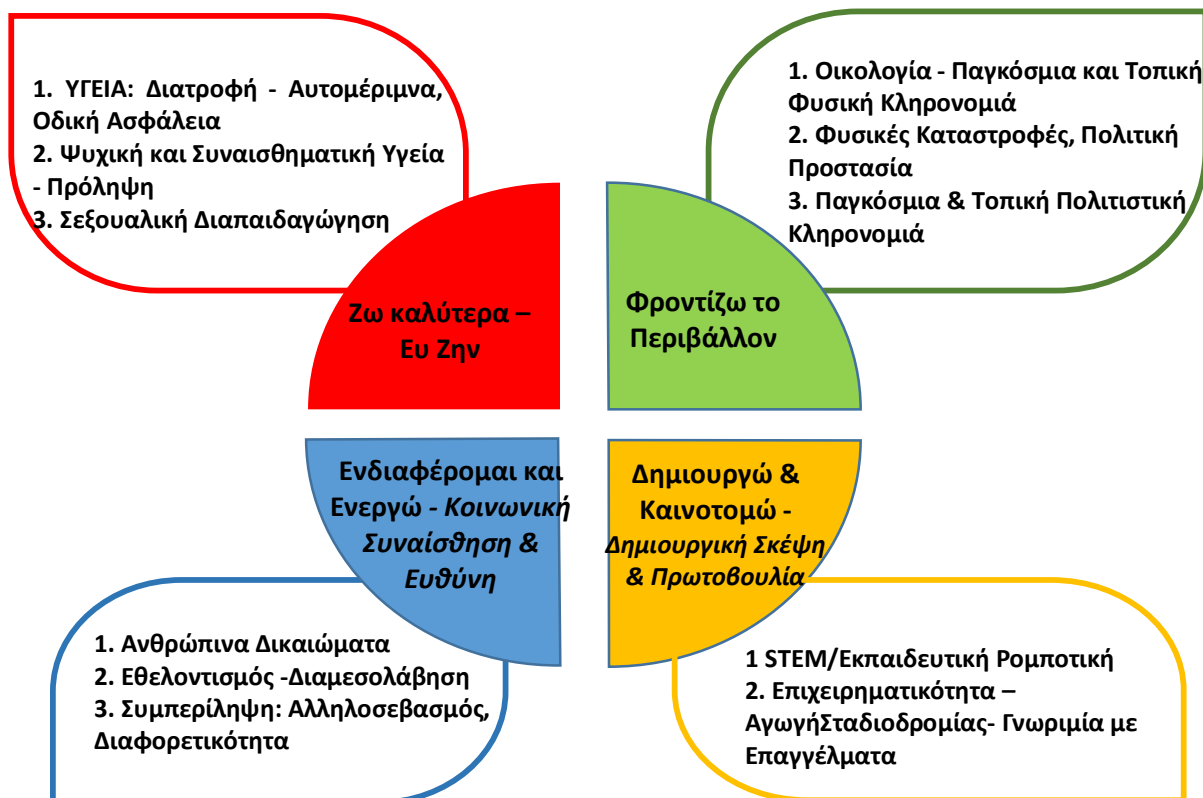 1. ΥΓΕΙΑ: Διατροφή - Αυτομέριμνα,
Οδική Ασφάλεια
2. Ψυχική και Συναισθηματική Υγεία
- Πρόληψη
3. Σεξουαλική Διαπαιδαγώγηση
1. Οικολογία - Παγκόσμια και Τοπική
Φυσική Κληρονομιά
2. Φυσικές Καταστροφές, Πολιτική
Προστασία
3. Παγκόσμια & Τοπική Πολιτιστική
Κληρονομιά
Ζω καλύτερα –
Ευ Ζην
Φροντίζω το
Περιβάλλον
Ενδιαφέρομαι και
Ενεργώ - Κοινωνική
Συναίσθηση &
Ευθύνη
Δημιουργώ &
Καινοτομώ -
Δημιουργική Σκέψη
& Πρωτοβουλία
1. Ανθρώπινα Δικαιώματα
2. Εθελοντισμός -Διαμεσολάβηση
3. Συμπερίληψη: Αλληλοσεβασμός,
Διαφορετικότητα
1 STEM/Εκπαιδευτική Ρομποτική
2. Επιχειρηματικότητα –
ΑγωγήΣταδιοδρομίας- Γνωριμία με
Επαγγέλματα